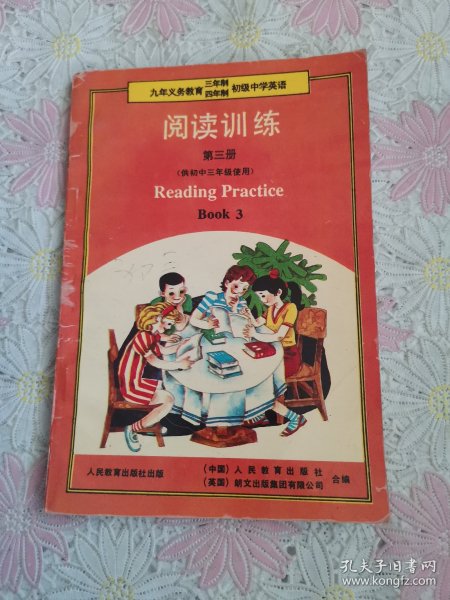 九年义务教育三年制四年制初级中学英语
阅读训练
第三册
（供初中三年级使用）
Reading Practice
Book 3
人民教育出版社出版
（中国）人民教育出版社
（英国）朗文出版集团有限公司
合编
孔夫子旧书网
www.kongfz.com